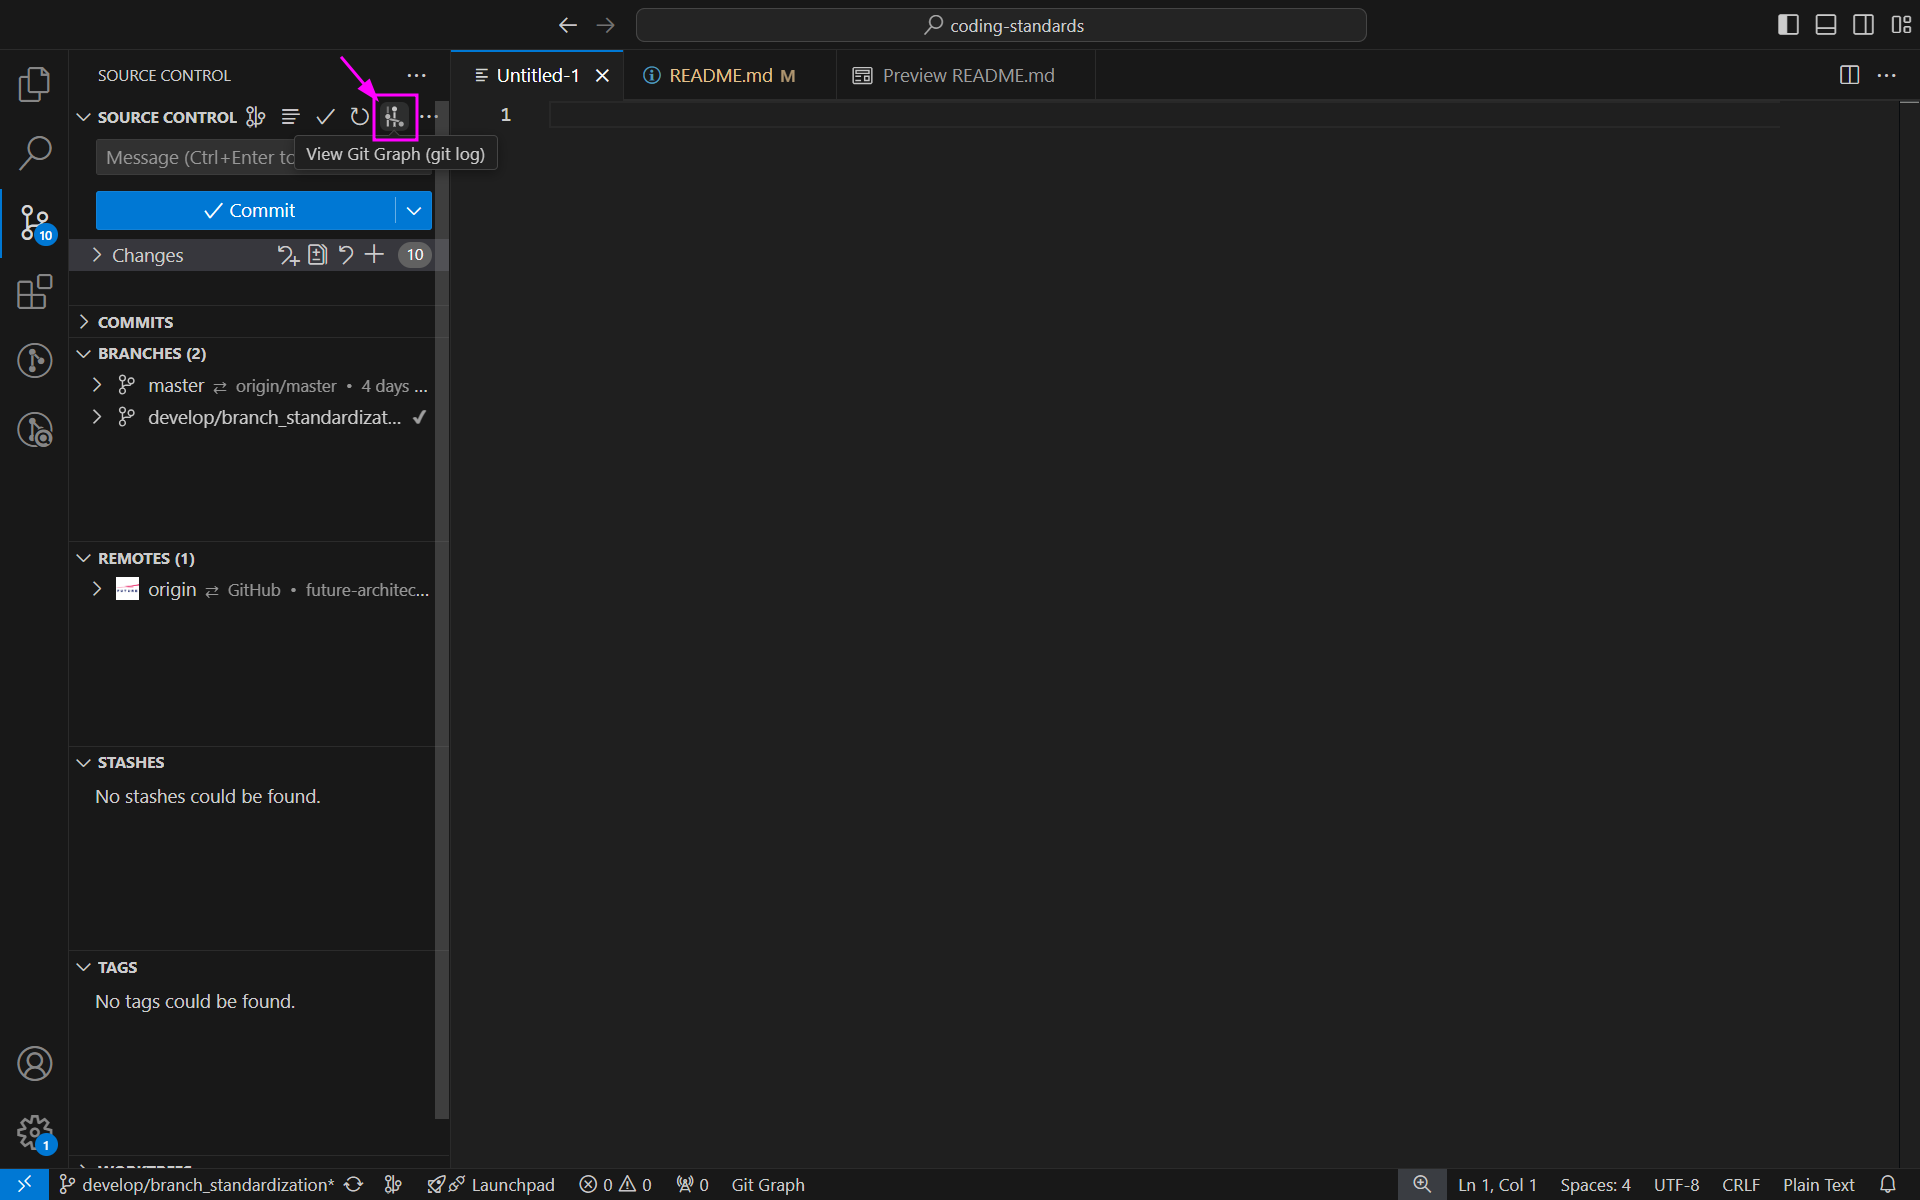 coding-standards
SOURCE CONTROL
Untitled-1
README.md M
Preview README.md
SOURCE CONTROL
1
View Git Graph (git log)
Message (Ctrl+Enter to
Commit
10
Changes
10
COMMITS
BRANCHES (2)
master origin/master • 4 days ...
develop/branch_standardizat...
REMOTES (1)
FUTURE
origin GitHub • future-architec...
STASHES
No stashes could be found.
TAGS
No tags could be found.
1
WORKTREES
develop/branch_standardization* Launchpad 0 0 0 Git Graph Ln 1, Col 1 Spaces: 4 UTF-8 CRLF Plain Text